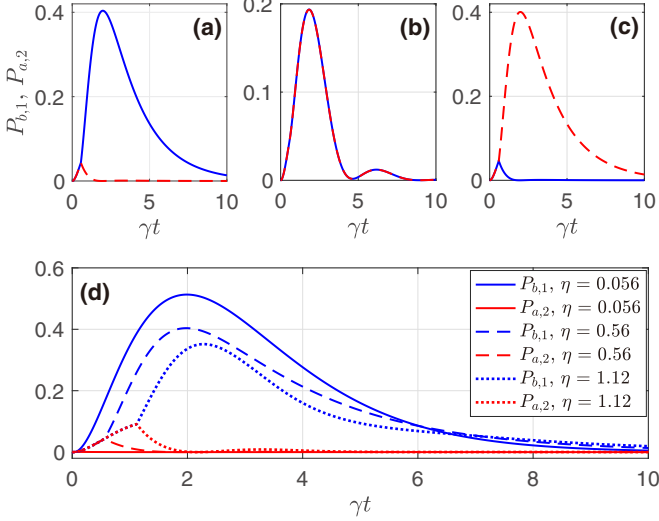 0.4
0.2
0
0 5 10
γt
P_{b,1}, P_{a,2}
(a)
0.2
0.1
0
0 5 10
γt
(b)
0.4
0.2
0
0 5 10
γt
(c)
0.6
0.4
0.2
0
0 2 4 6 8 10
γt
(d)
P_{b,1}, η = 0.056
P_{a,2}, η = 0.056
P_{b,1}, η = 0.56
P_{a,2}, η = 0.56
P_{b,1}, η = 1.12
P_{a,2}, η = 1.12